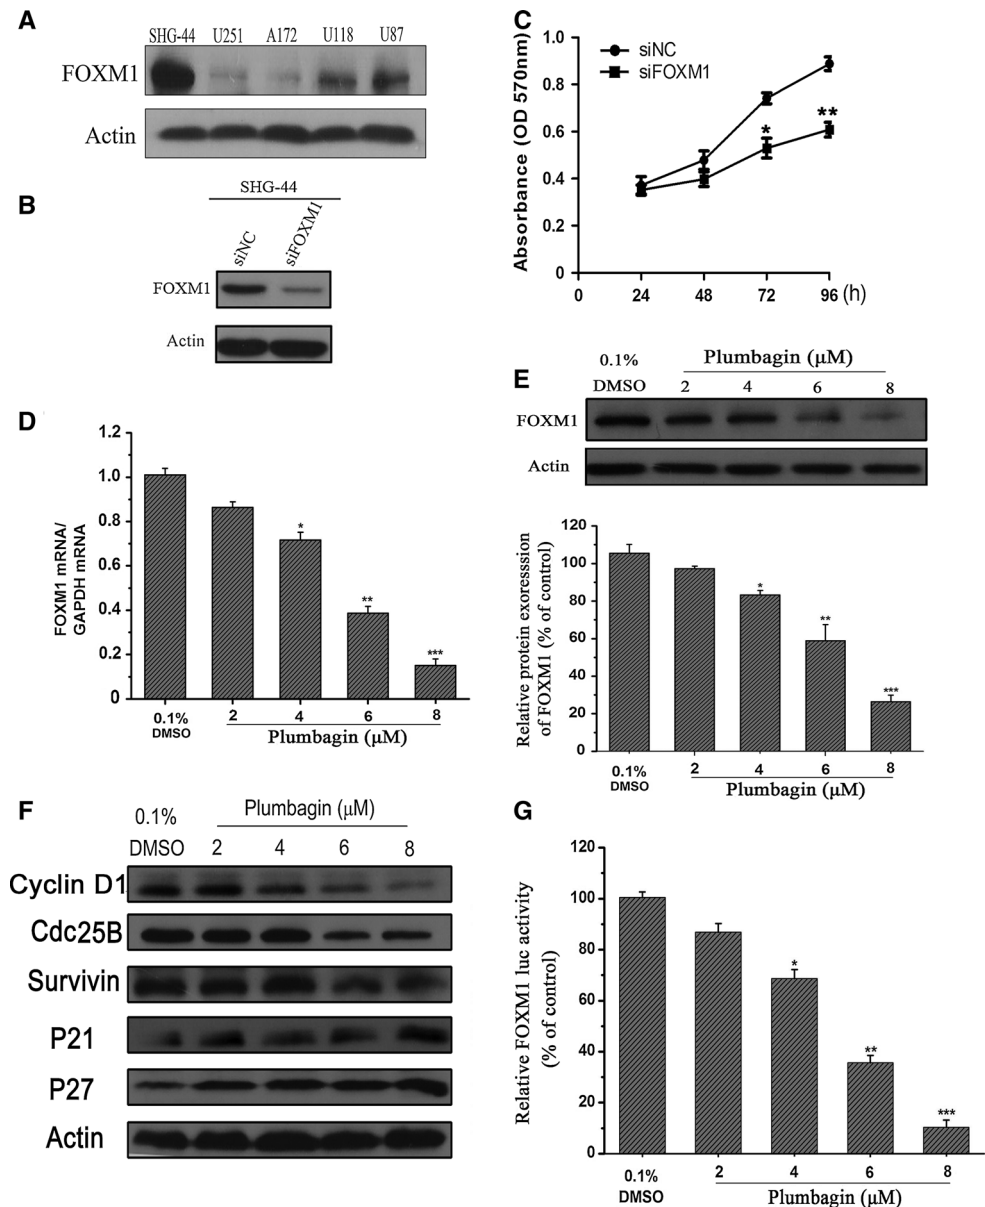 A
SHG-44 U251 A172 U118 U87
FOXM1
Actin
B
SHG-44
siNC siFOXM1
FOXM1
Actin
C
Absorbance (OD 570nm)
1.0
0.8
0.6
0.4
0.2
0
siNC
siFOXM1
*
**
0 24 48 72 96 (h)
D
FOXM1 mRNA/
GAPDH mRNA
1.2
1.0
0.8
0.6
0.4
0.2
0
*
**
***
0.1%
DMSO
2 4 6 8
Plumbagin (μM)
E
0.1%
DMSO
Plumbagin (μM)
2 4 6 8
FOXM1
Actin
Relative protein exoresssion
of FOXM1 (% of control)
120
100
80
60
40
20
0
*
**
***
0.1%
DMSO
2 4 6 8
Plumbagin (μM)
F
0.1%
DMSO
Plumbagin (μM)
2 4 6 8
Cyclin D1
Cdc25B
Survivin
P21
P27
Actin
G
Relative FOXM1 luc activity
(% of control)
120
100
80
60
40
20
0
*
**
***
0.1%
DMSO
2 4 6 8
Plumbagin (μM)